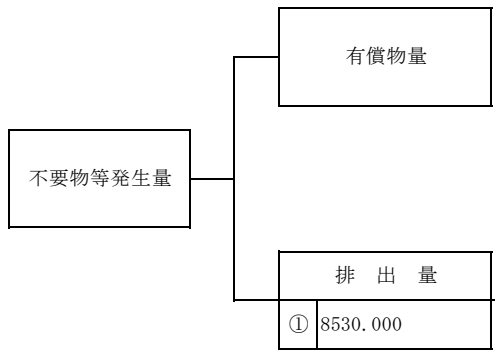 有償物量
不要物等発生量
排 出 量
① 8530.000